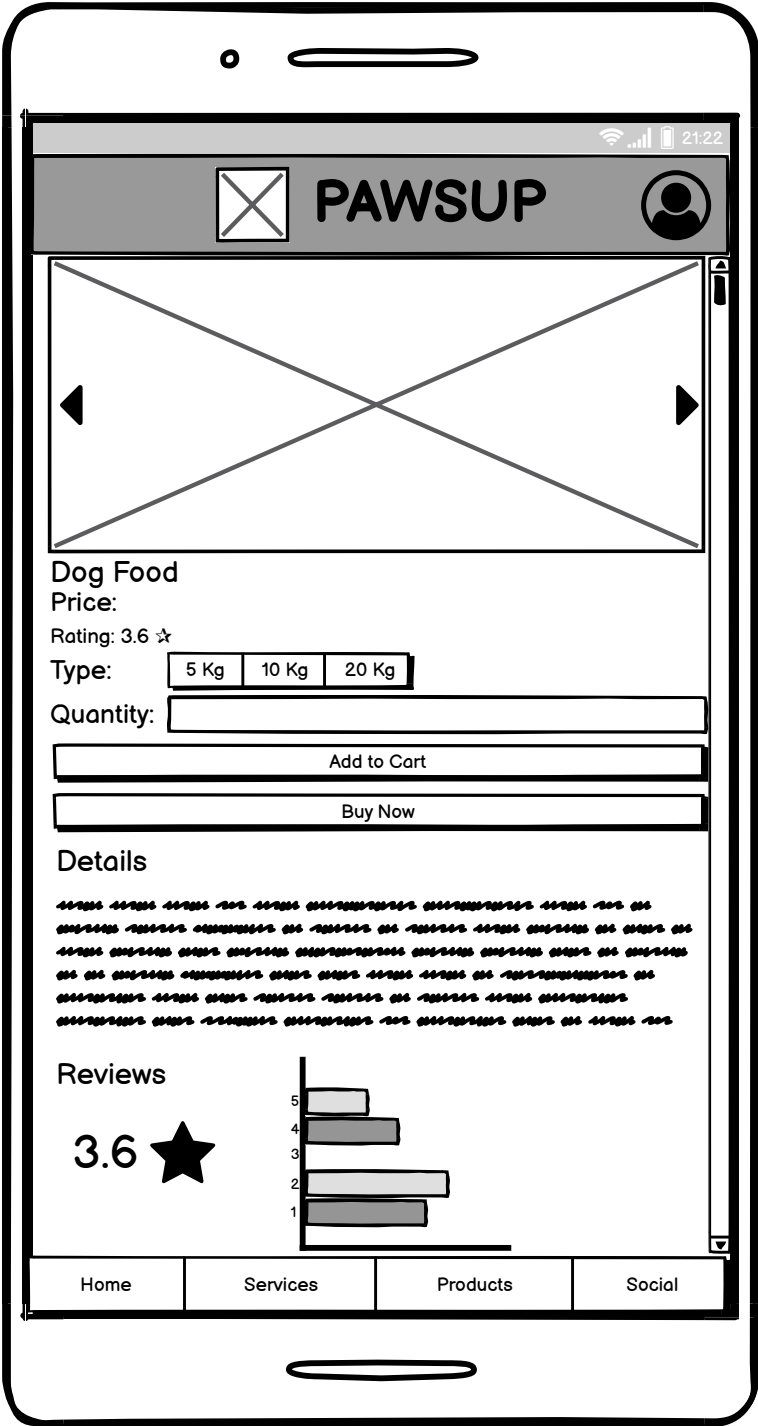 21:22
PAWSUP
Dog Food
Price:
Rating: 3.6 ☆
Type: 5 Kg 10 Kg 20 Kg
Quantity:
Add to Cart
Buy Now
Details
Reviews
3.6
5
4
3
2
1
Home Services Products Social